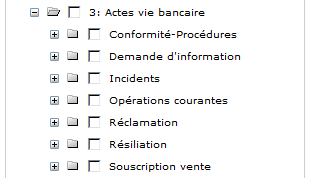 3: Actes vie bancaire
Conformité-Procédures
Demande d'information
Incidents
Opérations courantes
Réclamation
Résiliation
Souscription vente